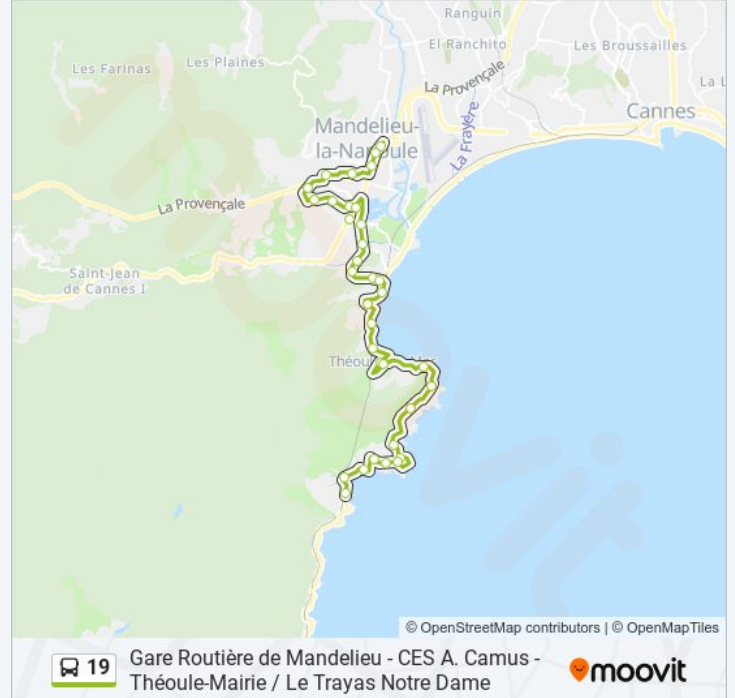 Ranguin
El Ranchito
Les Broussailles
Les Farinas
Les Plaines
La Provençale
La L
Cannes
Mandelieu-
la-Napoule
La Frayère
La Provençale
Saint-Jean
de Cannes I
moovit
© OpenStreetMap contributors | © OpenMapTiles
19
Gare Routière de Mandelieu - CES A. Camus -
Théoule-Mairie / Le Trayas Notre Dame
moovit